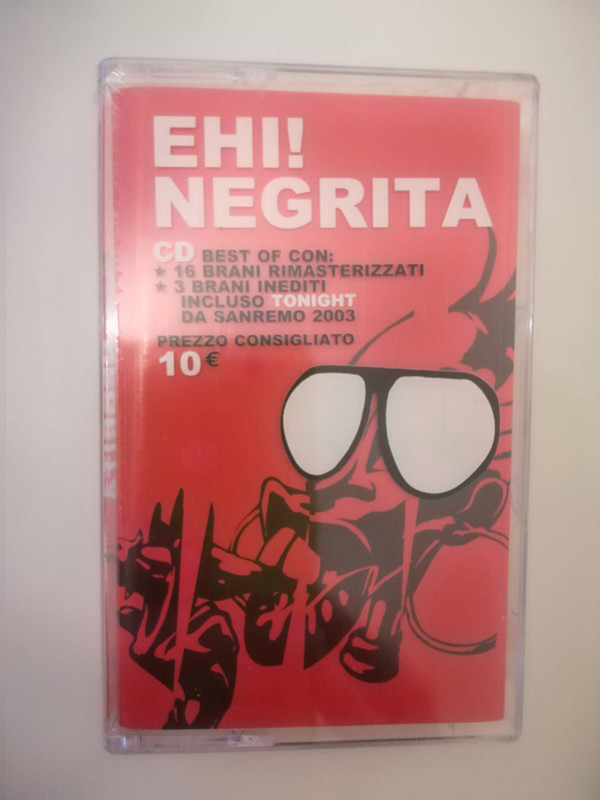 EHI!
NEGRITA
CD BEST OF CON:
★ 16 BRANI RIMASTERIZZATI
★ 3 BRANI INEDITI
INCLUSO TONIGHT
DA SANREMO 2003
PREZZO CONSIGLIATO
10€